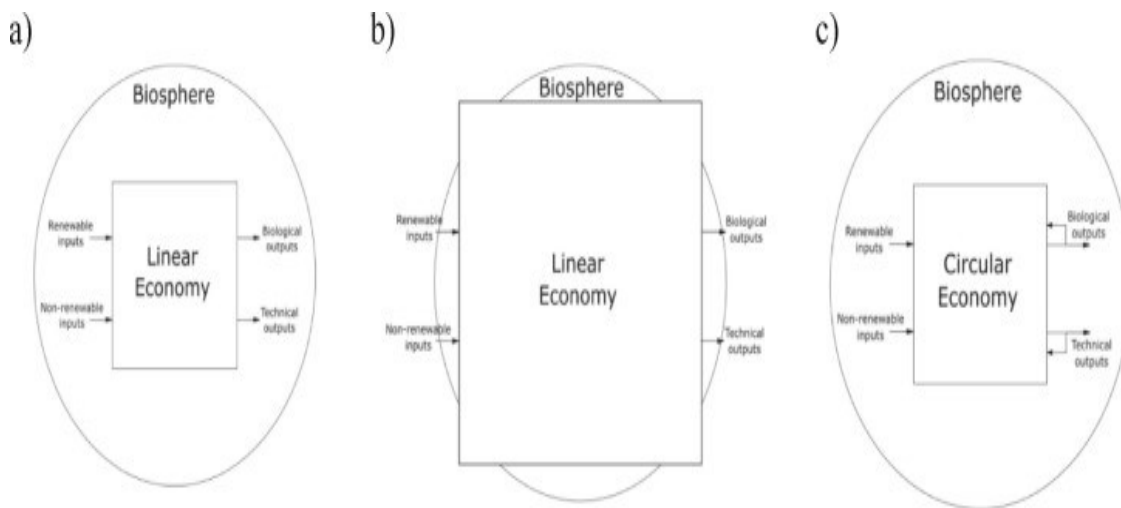 a)
Biosphere
Renewable
inputs
Non-renewable
inputs
Linear
Economy
Biological
outputs
Technical
outputs
b)
Biosphere
Renewable
inputs
Non-renewable
inputs
Linear
Economy
Biological
outputs
Technical
outputs
c)
Biosphere
Renewable
inputs
Non-renewable
inputs
Circular
Economy
Biological
outputs
Technical
outputs